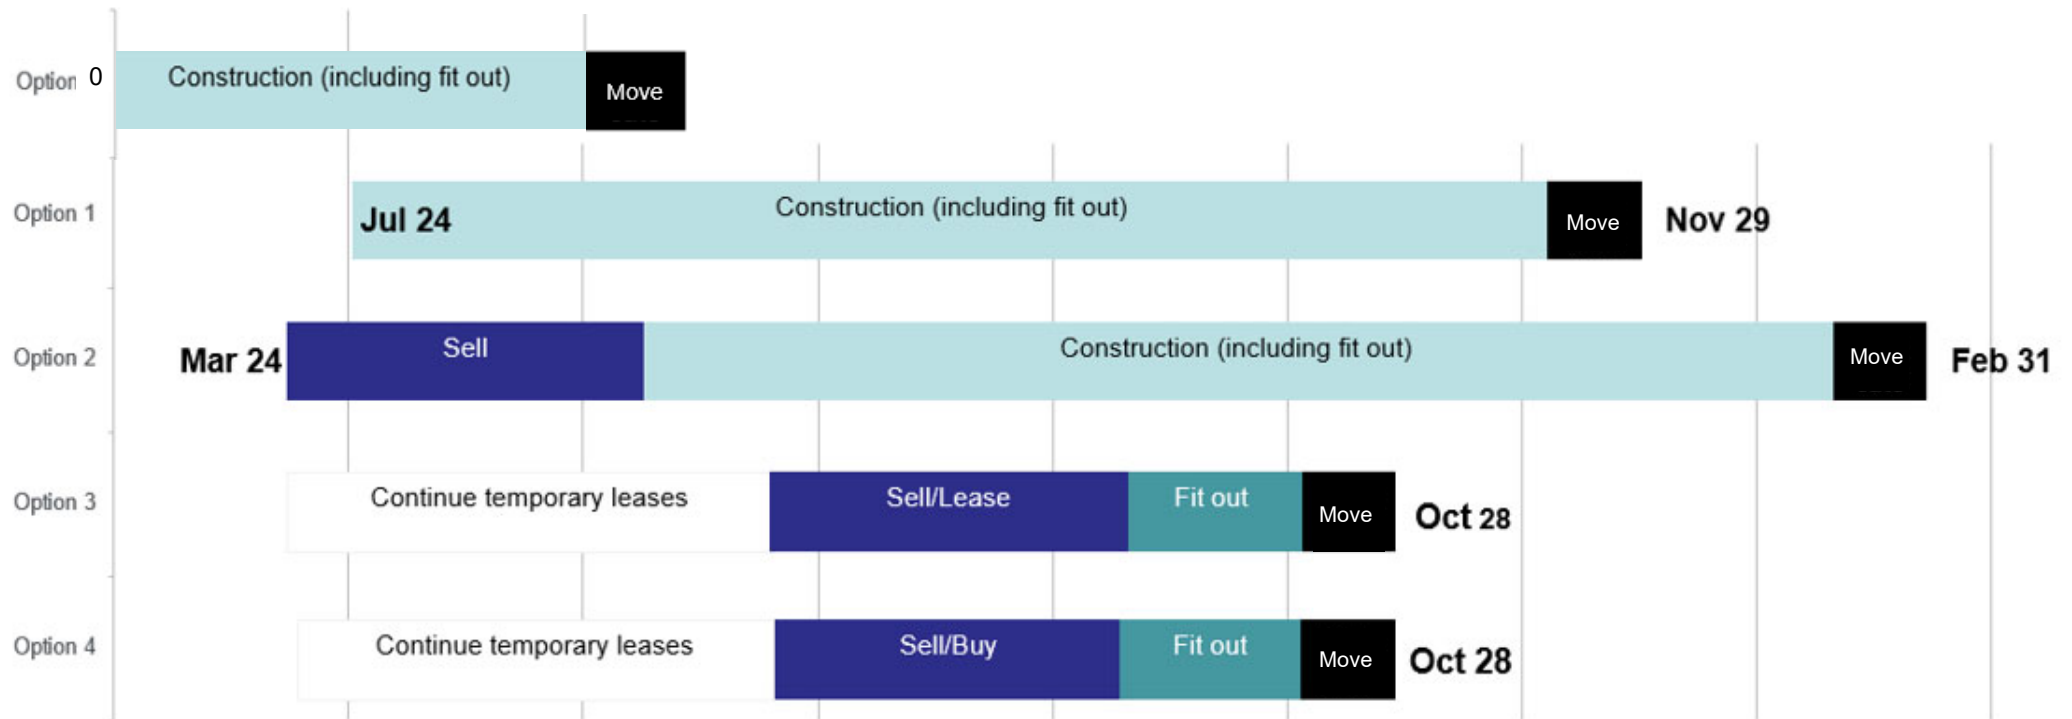 Option 0
Construction (including fit out)
Move
Option 1
Jul 24
Construction (including fit out)
Move
Nov 29
Option 2
Mar 24
Sell
Construction (including fit out)
Move
Feb 31
Option 3
Continue temporary leases
Sell/Lease
Fit out
Move
Oct 28
Option 4
Continue temporary leases
Sell/Buy
Fit out
Move
Oct 28